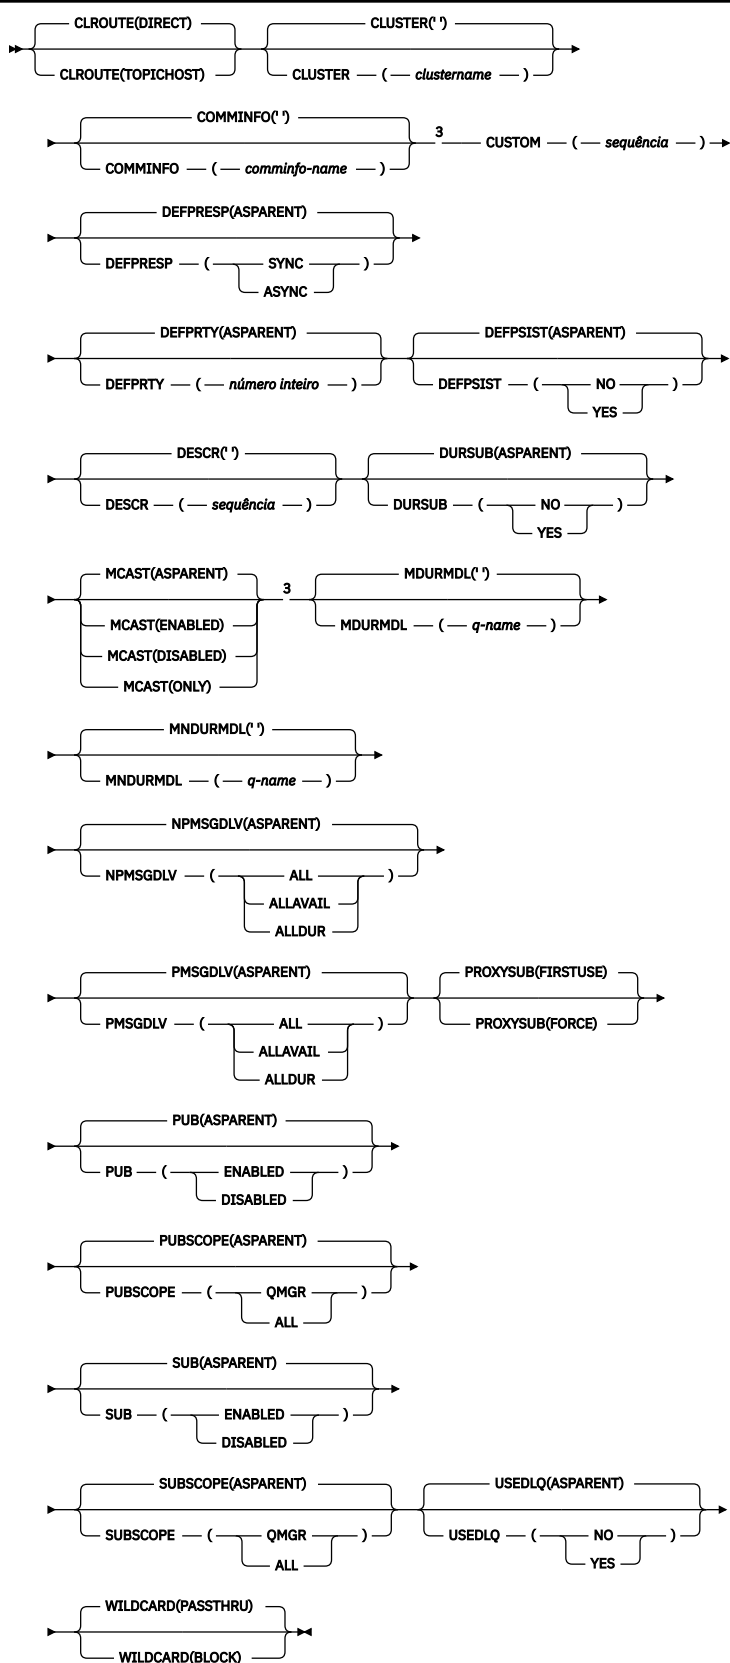 CLROUTE(DIRECT) CLUSTER(' ')
CLROUTE(TOPICHOST) CLUSTER ( clustername )
COMMINFO(' ')
3 CUSTOM ( sequência )
COMMINFO ( comminfo-name )
DEFPRESP(ASPARENT)
DEFPRESP ( SYNC )
ASYNC
DEFPRTY(ASPARENT) DEFPSIST(ASPARENT)
DEFPRTY ( número inteiro ) DEFPSIST ( NO )
YES
DESCR(' ') DURSUB(ASPARENT)
DESCR ( sequência ) DURSUB ( NO )
YES
MCAST(ASPARENT) 3 MDURMDL(' ')
MCAST(ENABLED) MDURMDL ( q-name )
MCAST(DISABLED)
MCAST(ONLY)
MNDURMDL(' ')
MNDURMDL ( q-name )
NPMSGDLV(ASPARENT)
NPMSGDLV ( ALL )
ALLAVAIL
ALLDUR
PMSGDLV(ASPARENT) PROXYSUB(FIRSTUSE)
PMSGDLV ( ALL ) PROXYSUB(FORCE)
ALLAVAIL
ALLDUR
PUB(ASPARENT)
PUB ( ENABLED )
DISABLED
PUBSCOPE(ASPARENT)
PUBSCOPE ( QMGR )
ALL
SUB(ASPARENT)
SUB ( ENABLED )
DISABLED
SUBSCOPE(ASPARENT) USEDLQ(ASPARENT)
SUBSCOPE ( QMGR ) USEDLQ ( NO )
ALL YES
WILDCARD(PASSTHRU)
WILDCARD(BLOCK)